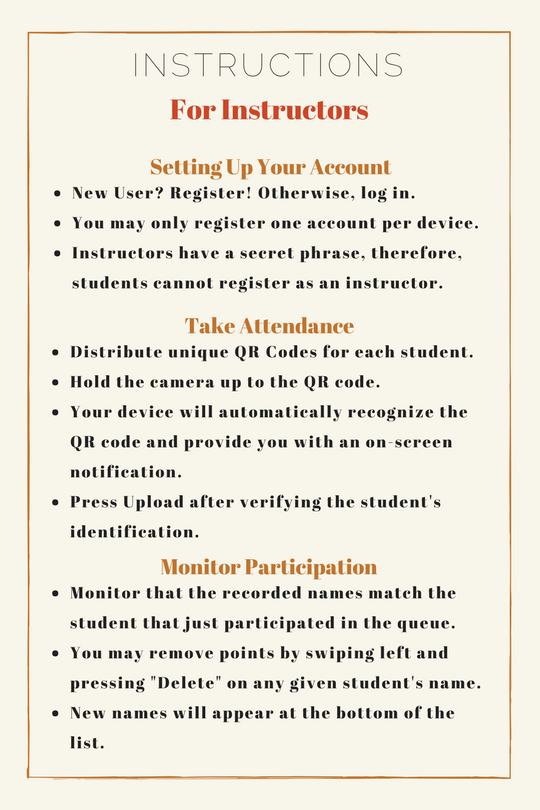 INSTRUCTIONS
For Instructors
Setting Up Your Account
• New User? Register! Otherwise, log in.
• You may only register one account per device.
• Instructors have a secret phrase, therefore,
students cannot register as an instructor.
Take Attendance
• Distribute unique QR Codes for each student.
• Hold the camera up to the QR code.
• Your device will automatically recognize the
QR code and provide you with an on-screen
notification.
• Press Upload after verifying the student's
identification.
Monitor Participation
• Monitor that the recorded names match the
student that just participated in the queue.
• You may remove points by swiping left and
pressing "Delete" on any given student's name.
• New names will appear at the bottom of the
list.